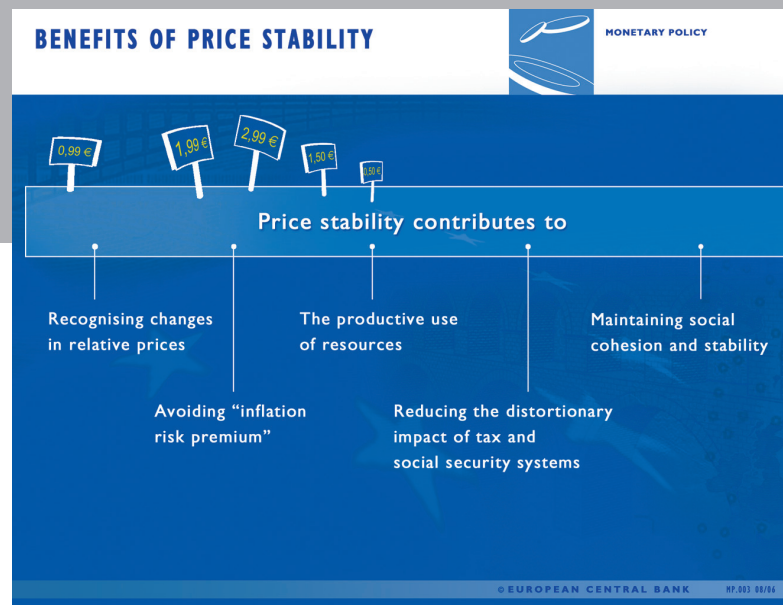 BENEFITS OF PRICE STABILITY
MONETARY POLICY
0,99 €
1,99 €
2,99 €
1,50 €
0,50 €
Price stability contributes to
Recognising changes
in relative prices
The productive use
of resources
Maintaining social
cohesion and stability
Avoiding “inflation
risk premium”
Reducing the distortionary
impact of tax and
social security systems
© EUROPEAN CENTRAL BANK
MP.003 08/06